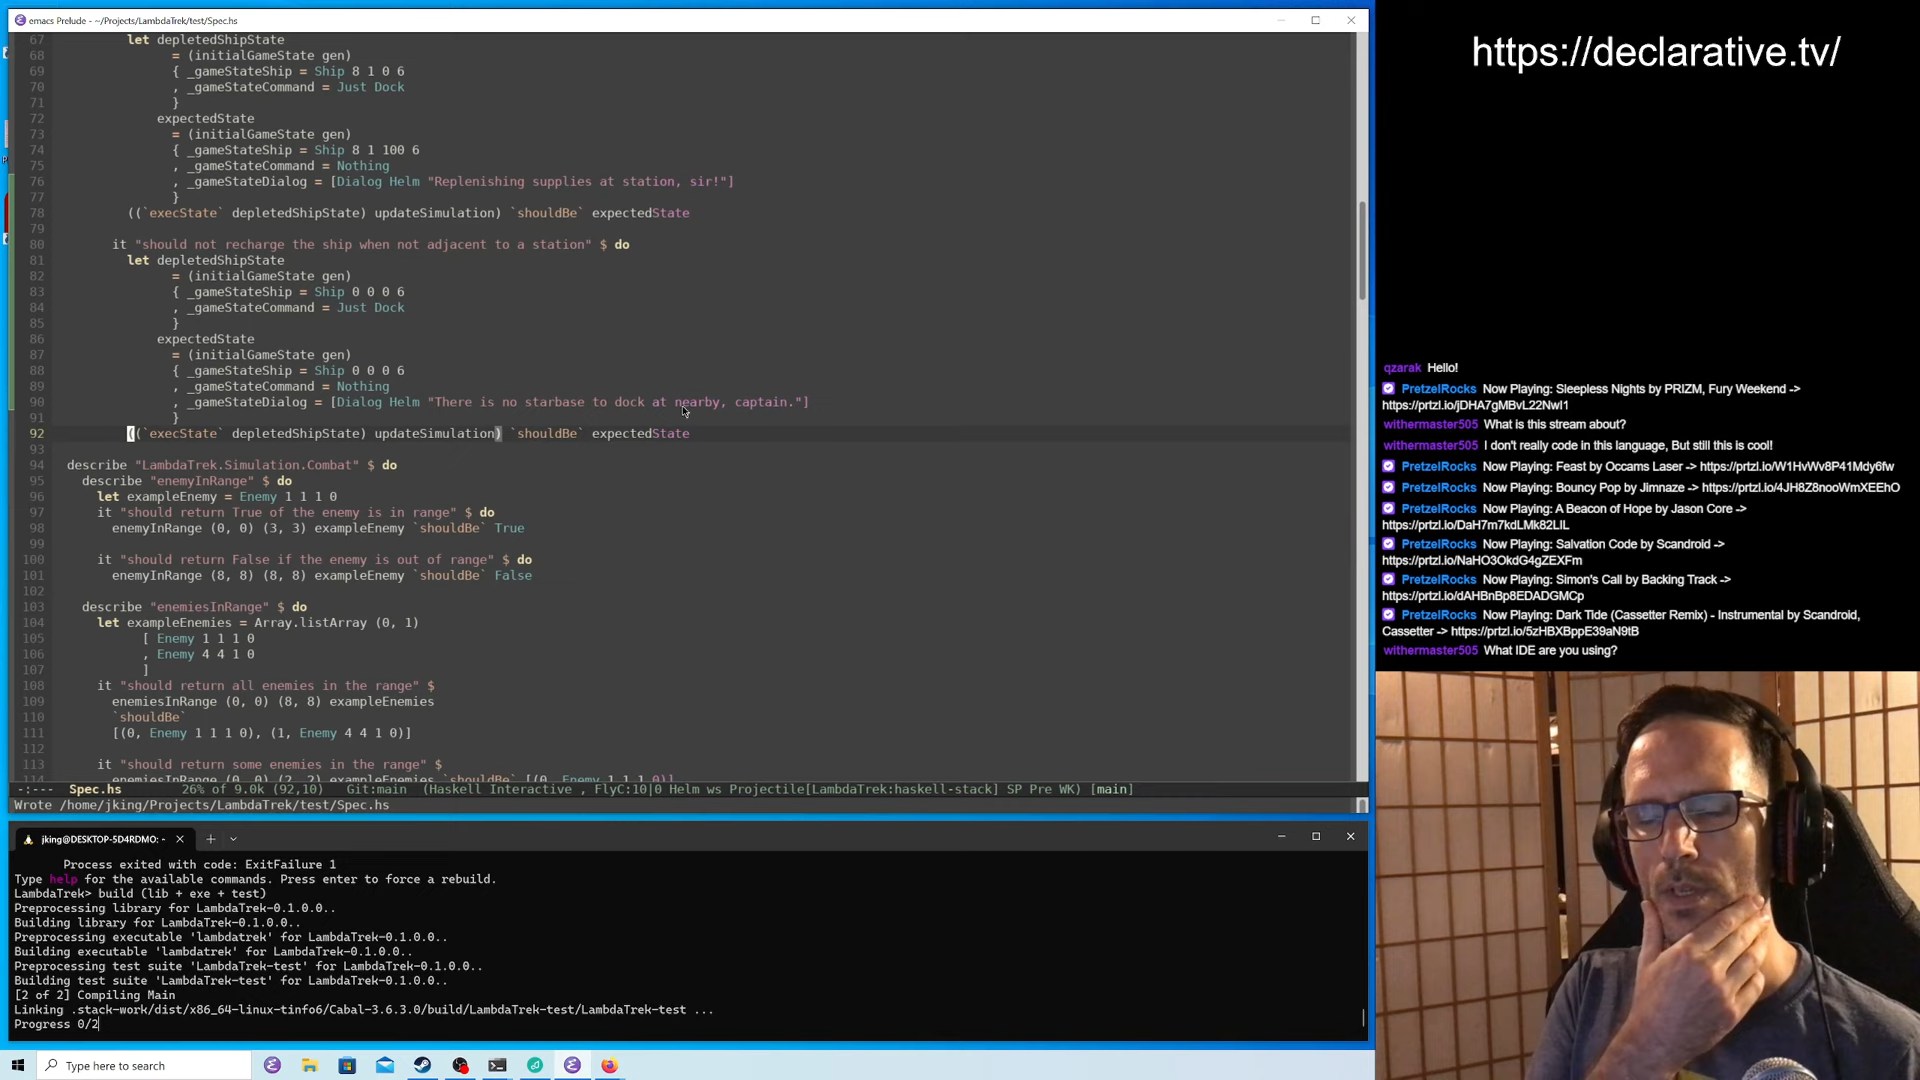 emacs Prelude - ~/Projects/LambdaTrek/test/Spec.hs
67 let depletedShipState
68 = (initialGameState gen)
69 { _gameStateShip = Ship 8 1 0 6
70 , _gameStateCommand = Just Dock
71 }
72 expectedState
73 = (initialGameState gen)
74 { _gameStateShip = Ship 8 1 100 6
75 , _gameStateCommand = Nothing
76 , _gameStateDialog = [Dialog Helm "Replenishing supplies at station, sir!"]
77 }
78 ((`execState` depletedShipState) updateSimulation) `shouldBe` expectedState
79
80 it "should not recharge the ship when not adjacent to a station" $ do
81 let depletedShipState
82 = (initialGameState gen)
83 { _gameStateShip = Ship 0 0 0 6
84 , _gameStateCommand = Just Dock
85 }
86 expectedState
87 = (initialGameState gen)
88 { _gameStateShip = Ship 0 0 0 6
89 , _gameStateCommand = Nothing
90 , _gameStateDialog = [Dialog Helm "There is no starbase to dock at nearby, captain."]
91 }
92 ((`execState` depletedShipState) updateSimulation) `shouldBe` expectedState
93
94 describe "LambdaTrek.Simulation.Combat" $ do
95 describe "enemyInRange" $ do
96 let exampleEnemy = Enemy 1 1 1 0
97 it "should return True of the enemy is in range" $ do
98 enemyInRange (0, 0) (3, 3) exampleEnemy `shouldBe` True
99
100 it "should return False if the enemy is out of range" $ do
101 enemyInRange (8, 8) (8, 8) exampleEnemy `shouldBe` False
102
103 describe "enemiesInRange" $ do
104 let exampleEnemies = Array.listArray (0, 1)
105 [ Enemy 1 1 1 0
106 , Enemy 4 4 1 0
107 ]
108 it "should return all enemies in the range" $
109 enemiesInRange (0, 0) (8, 8) exampleEnemies
110 `shouldBe`
111 [(0, Enemy 1 1 1 0), (1, Enemy 4 4 1 0)]
112
113 it "should return some enemies in the range" $
114 enemiesInRange (0, 0) (2, 2) exampleEnemies `shouldBe` [(0, Enemy 1 1 1 0)]
-:--- Spec.hs 26% of 9.0k (92,10) Git:main (Haskell Interactive , FlyC:10|0 Helm ws Projectile[LambdaTrek:haskell-stack] SP Pre WK) [main]
Wrote /home/jking/Projects/LambdaTrek/test/Spec.hs
jking@DESKTOP-5D4RDMO: -
Process exited with code: ExitFailure 1
Type help for the available commands. Press enter to force a rebuild.
LambdaTrek> build (lib + exe + test)
Preprocessing library for LambdaTrek-0.1.0.0..
Building library for LambdaTrek-0.1.0.0..
Preprocessing executable 'lambdatrek' for LambdaTrek-0.1.0.0..
Building executable 'lambdatrek' for LambdaTrek-0.1.0.0..
Preprocessing test suite 'LambdaTrek-test' for LambdaTrek-0.1.0.0..
Building test suite 'LambdaTrek-test' for LambdaTrek-0.1.0.0..
[2 of 2] Compiling Main
Linking .stack-work/dist/x86_64-linux-tinfo6/Cabal-3.6.3.0/build/LambdaTrek-test/LambdaTrek-test ...
Progress 0/2
Type here to search
https://declarative.tv/
qzarak Hello!
PretzelRocks Now Playing: Sleepless Nights by PRIZM, Fury Weekend ->
https://prtzl.io/jDHA7gMBvL22Nwl1
withermaster505 What is this stream about?
withermaster505 I don't really code in this language, But still this is cool!
PretzelRocks Now Playing: Feast by Occams Laser -> https://prtzl.io/W1HvWv8P41Mdy6fw
PretzelRocks Now Playing: Bouncy Pop by Jimnaze -> https://prtzl.io/4JH8Z8nooWmXEEhO
PretzelRocks Now Playing: A Beacon of Hope by Jason Core ->
https://prtzl.io/DaH7m7kdLMk82LlL
PretzelRocks Now Playing: Salvation Code by Scandroid ->
https://prtzl.io/NaHO3OkdG4gZEXFm
PretzelRocks Now Playing: Simon's Call by Backing Track ->
https://prtzl.io/dAHBnBp8EDADGMCp
PretzelRocks Now Playing: Dark Tide (Cassetter Remix) - Instrumental by Scandroid,
Cassetter -> https://prtzl.io/5zHBXBppE39aN9tB
withermaster505 What IDE are you using?